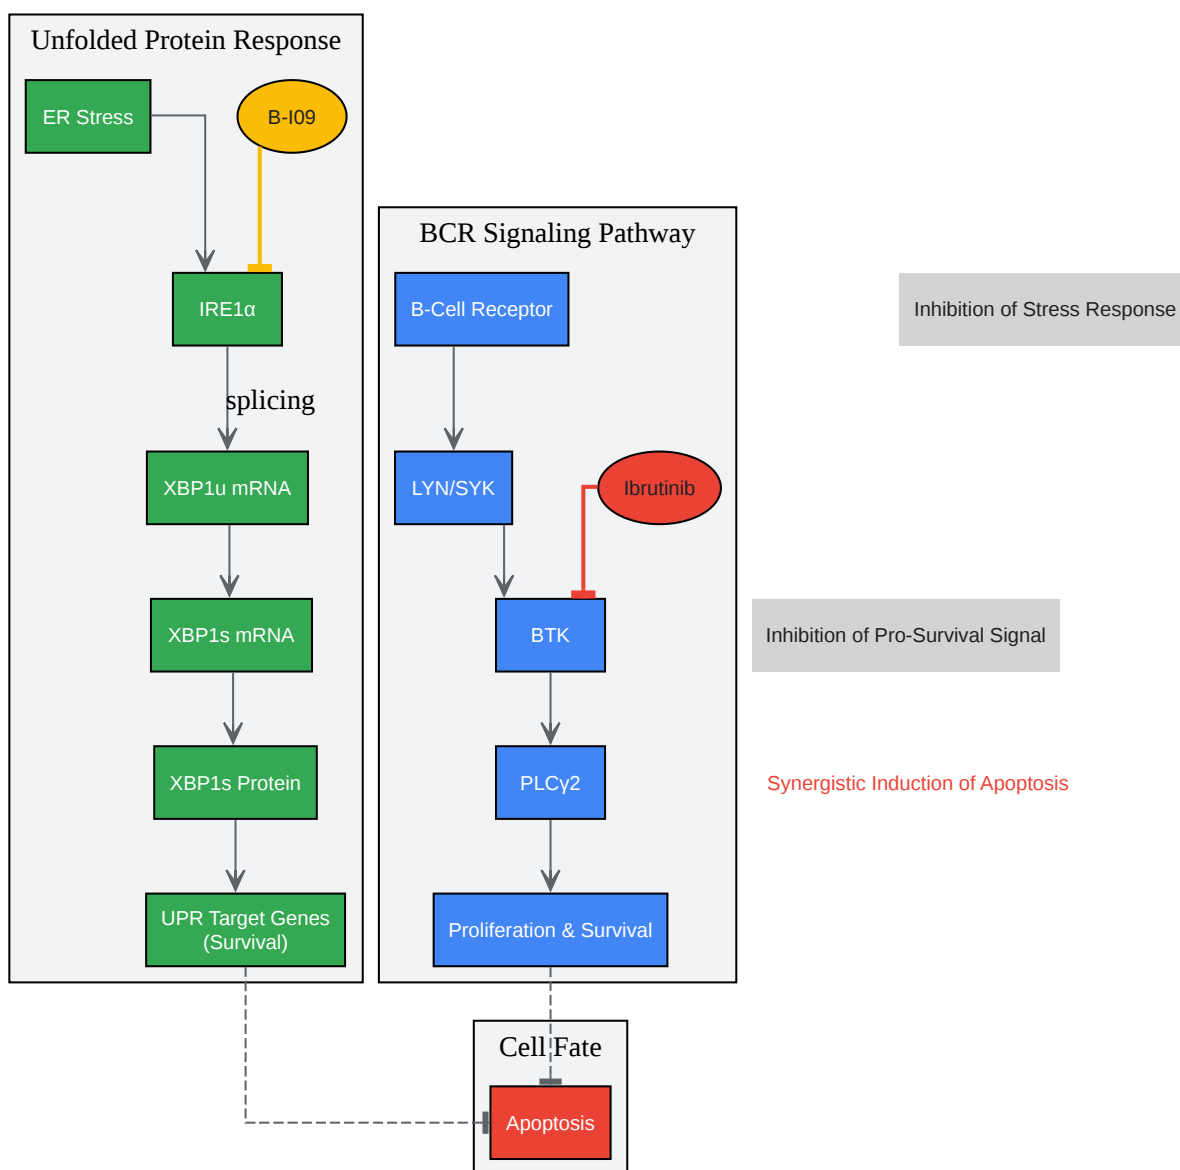 Unfolded Protein Response
ER Stress
B-I09
BCR Signaling Pathway
IRE1α
B-Cell Receptor
Inhibition of Stress Response
splicing
XBP1u mRNA
LYN/SYK
Ibrutinib
XBP1s mRNA
BTK
Inhibition of Pro-Survival Signal
XBP1s Protein
PLCγ2
Synergistic Induction of Apoptosis
UPR Target Genes
(Survival)
Proliferation & Survival
Cell Fate
Apoptosis